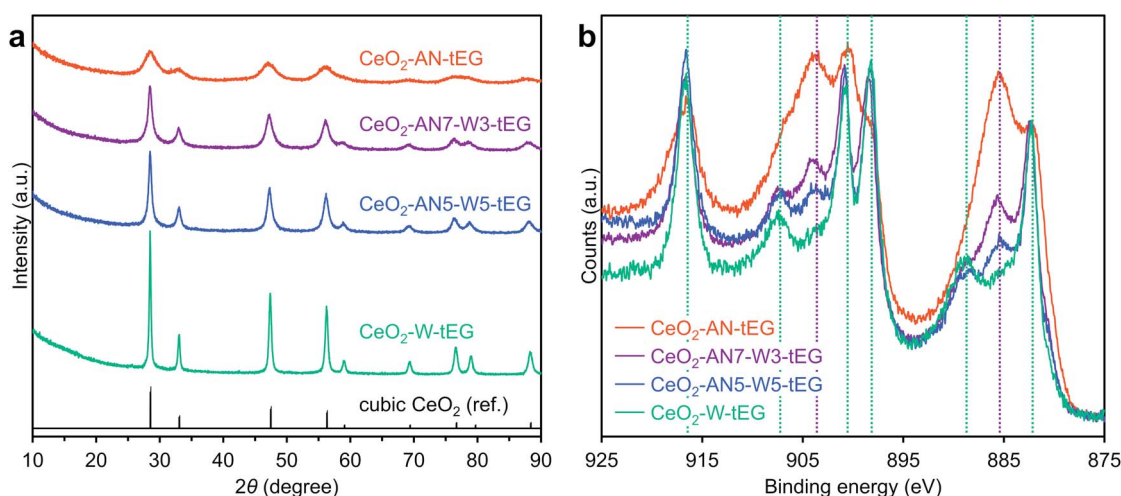 a
Intensity (a.u.)
CeO₂-AN-tEG
CeO₂-AN7-W3-tEG
CeO₂-AN5-W5-tEG
CeO₂-W-tEG
cubic CeO₂ (ref.)
10 20 30 40 50 60 70 80 90
2θ (degree)
b
Counts (a.u.)
CeO₂-AN-tEG
CeO₂-AN7-W3-tEG
CeO₂-AN5-W5-tEG
CeO₂-W-tEG
925 915 905 895 885 875
Binding energy (eV)